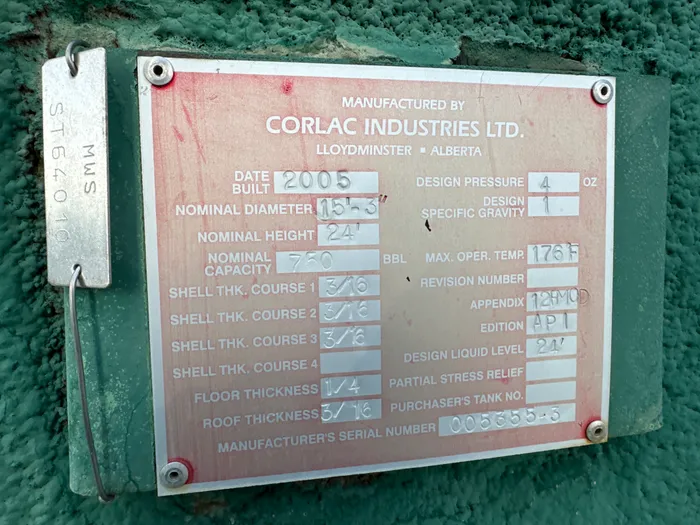 MWS
ST64010
MANUFACTURED BY
CORLAC INDUSTRIES LTD.
LLOYDMINSTER ▪ ALBERTA
DATE BUILT 2005
NOMINAL DIAMETER 15'-3"
NOMINAL HEIGHT 24'
NOMINAL CAPACITY 750 BBL
SHELL THK. COURSE 1 3/16
SHELL THK. COURSE 2 3/16
SHELL THK. COURSE 3 3/16
SHELL THK. COURSE 4
FLOOR THICKNESS 1/4
ROOF THICKNESS 3/16
DESIGN PRESSURE 4 OZ
DESIGN SPECIFIC GRAVITY 1
MAX. OPER. TEMP. 176°F
REVISION NUMBER
APPENDIX
EDITION API
DESIGN LIQUID LEVEL 24'
PARTIAL STRESS RELIEF
PURCHASER'S TANK NO.
MANUFACTURER'S SERIAL NUMBER 005655-3